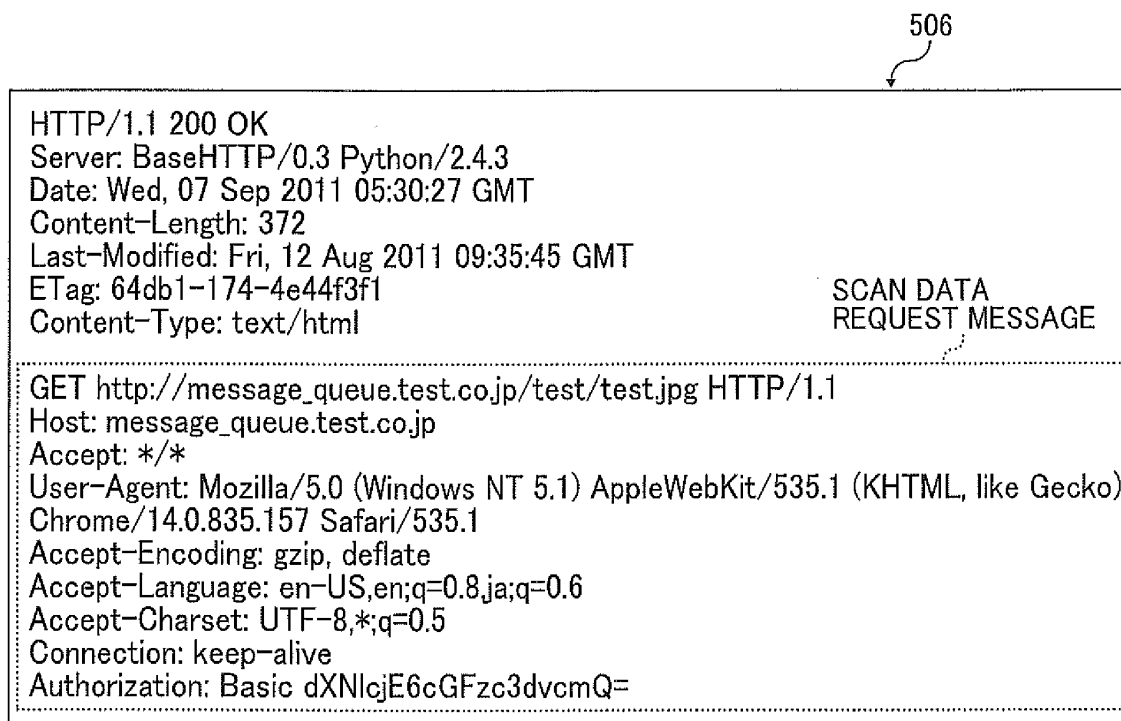 506
HTTP/1.1 200 OK
Server: BaseHTTP/0.3 Python/2.4.3
Date: Wed, 07 Sep 2011 05:30:27 GMT
Content-Length: 372
Last-Modified: Fri, 12 Aug 2011 09:35:45 GMT
ETag: 64db1-174-4e44f3f1
Content-Type: text/html
SCAN DATA
REQUEST MESSAGE
GET http://message_queue.test.co.jp/test/test.jpg HTTP/1.1
Host: message_queue.test.co.jp
Accept: */*
User-Agent: Mozilla/5.0 (Windows NT 5.1) AppleWebKit/535.1 (KHTML, like Gecko)
Chrome/14.0.835.157 Safari/535.1
Accept-Encoding: gzip, deflate
Accept-Language: en-US,en;q=0.8,ja;q=0.6
Accept-Charset: UTF-8,*;q=0.5
Connection: keep-alive
Authorization: Basic dXNlcjE6cGFzc3dvcmQ=